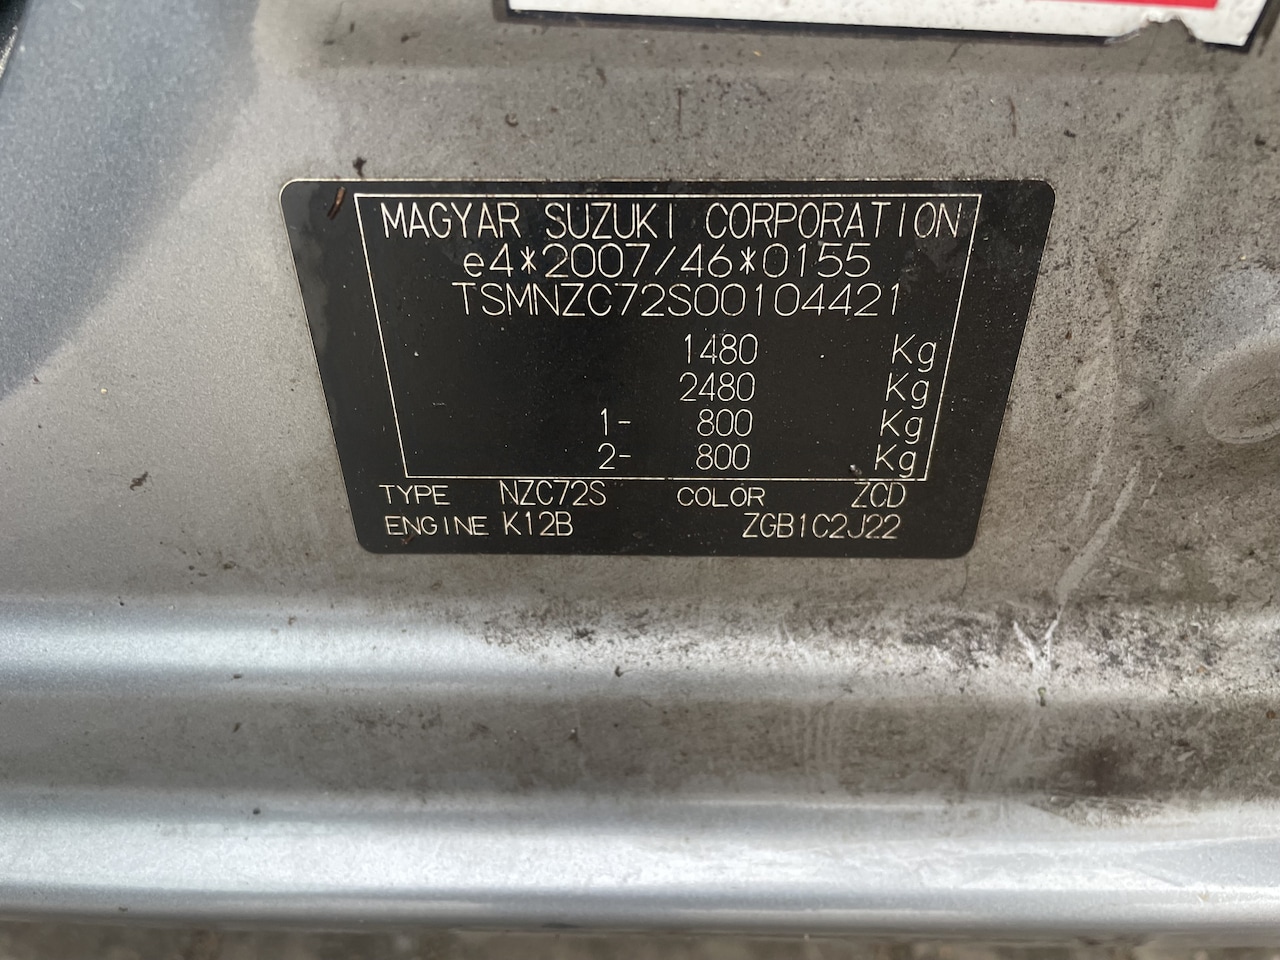 MAGYAR SUZUKI CORPORATION
e4*2007/46*0155
TSMNZC72S00104421
1480 Kg
2480 Kg
1- 800 Kg
2- 800 Kg
TYPE NZC72S COLOR ZCD
ENGINE K12B ZGB1C2J22